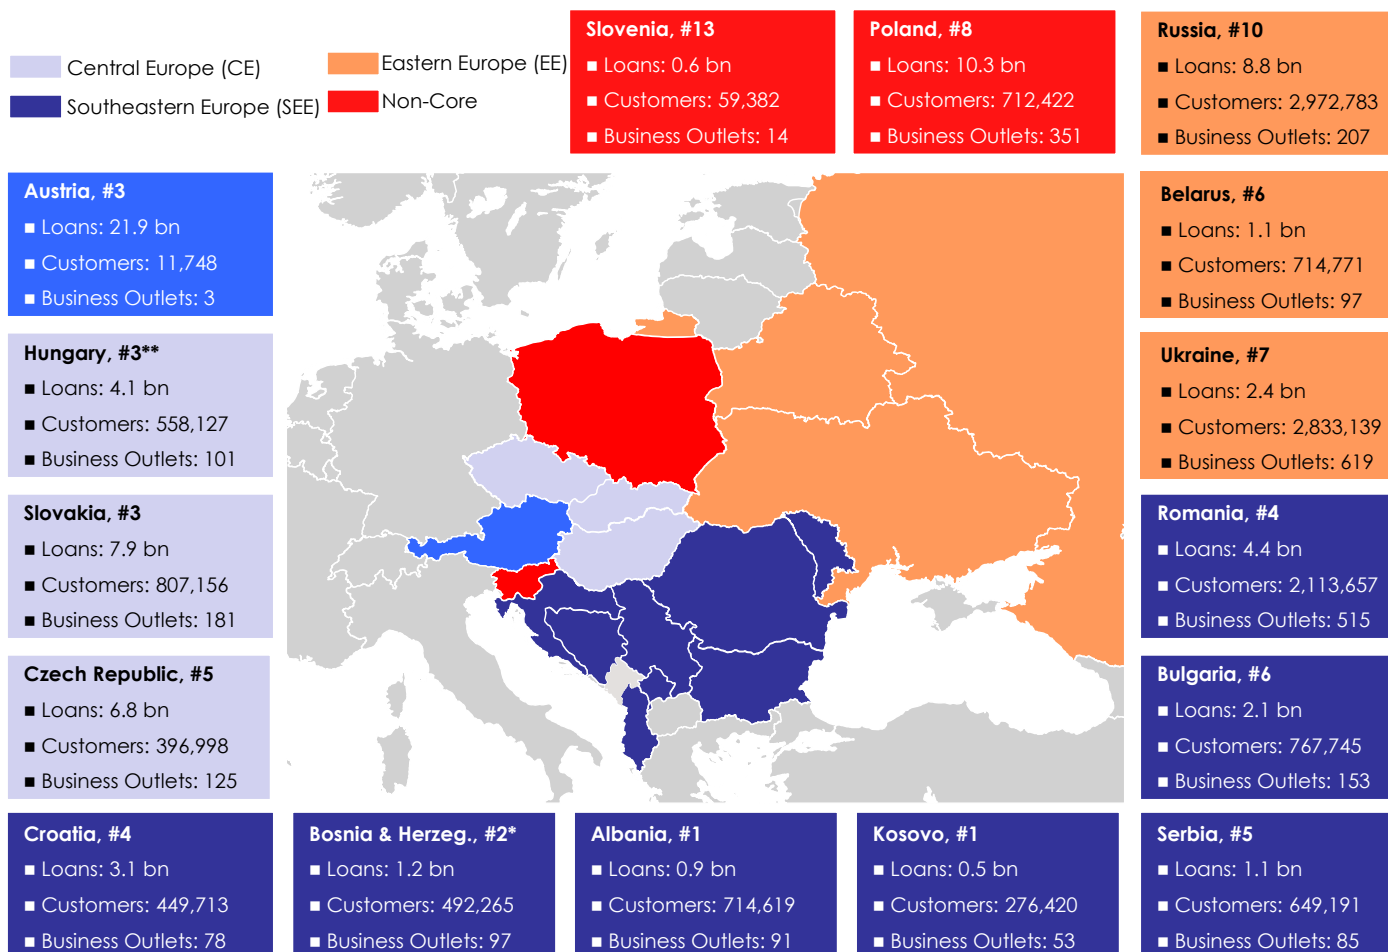 Central Europe (CE)
Southeastern Europe (SEE)
Eastern Europe (EE)
Non-Core
Slovenia, #13
■ Loans: 0.6 bn
■ Customers: 59,382
■ Business Outlets: 14
Poland, #8
■ Loans: 10.3 bn
■ Customers: 712,422
■ Business Outlets: 351
Russia, #10
■ Loans: 8.8 bn
■ Customers: 2,972,783
■ Business Outlets: 207
Austria, #3
■ Loans: 21.9 bn
■ Customers: 11,748
■ Business Outlets: 3
Belarus, #6
■ Loans: 1.1 bn
■ Customers: 714,771
■ Business Outlets: 97
Hungary, #3**
■ Loans: 4.1 bn
■ Customers: 558,127
■ Business Outlets: 101
Ukraine, #7
■ Loans: 2.4 bn
■ Customers: 2,833,139
■ Business Outlets: 619
Slovakia, #3
■ Loans: 7.9 bn
■ Customers: 807,156
■ Business Outlets: 181
Romania, #4
■ Loans: 4.4 bn
■ Customers: 2,113,657
■ Business Outlets: 515
Czech Republic, #5
■ Loans: 6.8 bn
■ Customers: 396,998
■ Business Outlets: 125
Bulgaria, #6
■ Loans: 2.1 bn
■ Customers: 767,745
■ Business Outlets: 153
Croatia, #4
■ Loans: 3.1 bn
■ Customers: 449,713
■ Business Outlets: 78
Bosnia & Herzeg., #2*
■ Loans: 1.2 bn
■ Customers: 492,265
■ Business Outlets: 97
Albania, #1
■ Loans: 0.9 bn
■ Customers: 714,619
■ Business Outlets: 91
Kosovo, #1
■ Loans: 0.5 bn
■ Customers: 276,420
■ Business Outlets: 53
Serbia, #5
■ Loans: 1.1 bn
■ Customers: 649,191
■ Business Outlets: 85